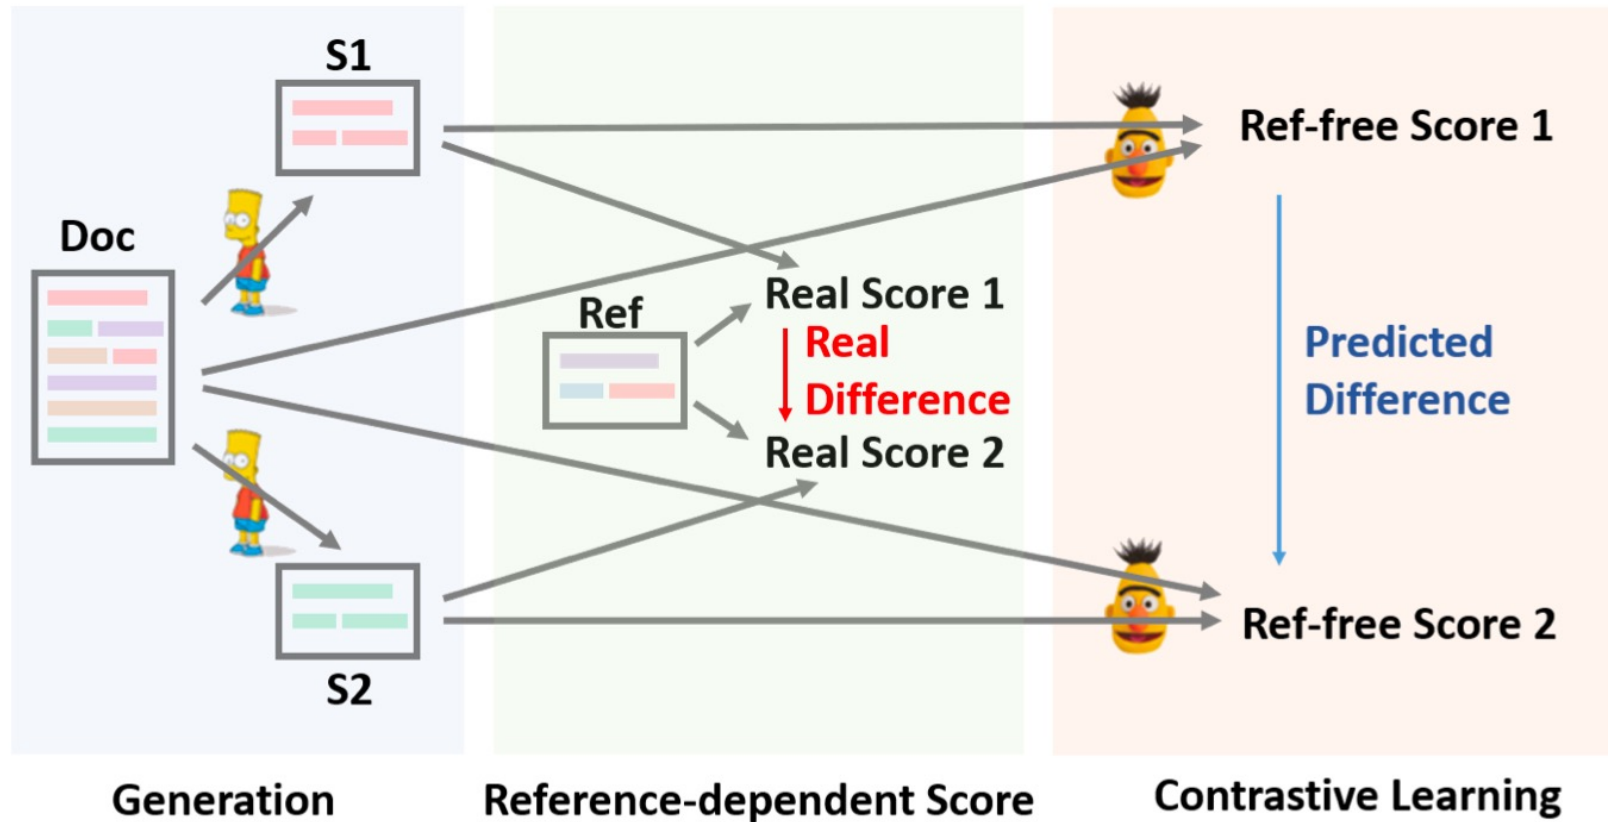 S1
Doc
S2
Generation
Ref
Real Score 1
Real
Difference
Real Score 2
Reference-dependent Score
Ref-free Score 1
Predicted
Difference
Ref-free Score 2
Contrastive Learning